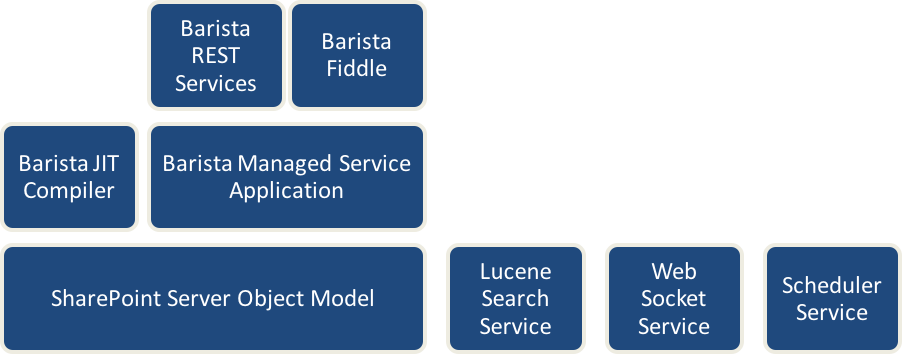 Barista
REST
Services
Barista
Fiddle
Barista JIT
Compiler
Barista Managed Service
Application
SharePoint Server Object Model
Lucene
Search
Service
Web
Socket
Service
Scheduler
Service